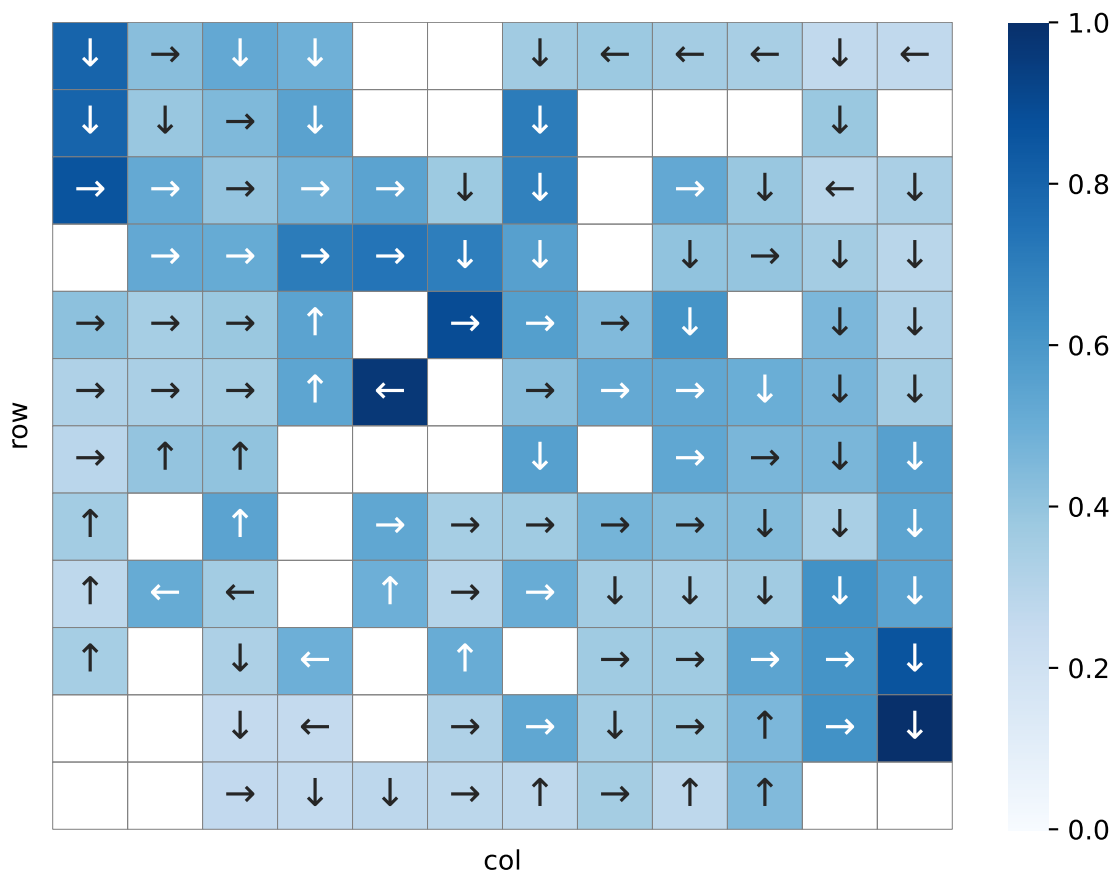 ↓ → ↓ ↓ ↓ ← ← ← ↓ ←
↓ ↓ → ↓ ↓ ↓
→ → → → → ↓ ↓ → ↓ ← ↓
→ → → → ↓ ↓ ↓ → ↓ ↓
→ → → ↑ → → → ↓ ↓ ↓
→ → → ↑ ← → → → ↓ ↓ ↓
→ ↑ ↑ ↓ → → ↓ ↓
↑ ↑ → → → → → ↓ ↓ ↓
↑ ← ← ↑ → → ↓ ↓ ↓ ↓ ↓
↑ ↓ ← ↑ → → → → ↓
↓ ← → → ↓ → ↑ → ↓
→ ↓ ↓ → ↑ → ↑ ↑
row
col
1.0
0.8
0.6
0.4
0.2
0.0